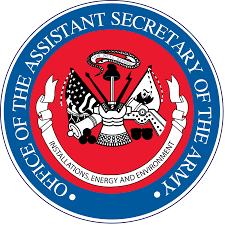 OFFICE OF THE ASSISTANT SECRETARY OF THE ARMY
INSTALLATIONS, ENERGY AND ENVIRONMENT